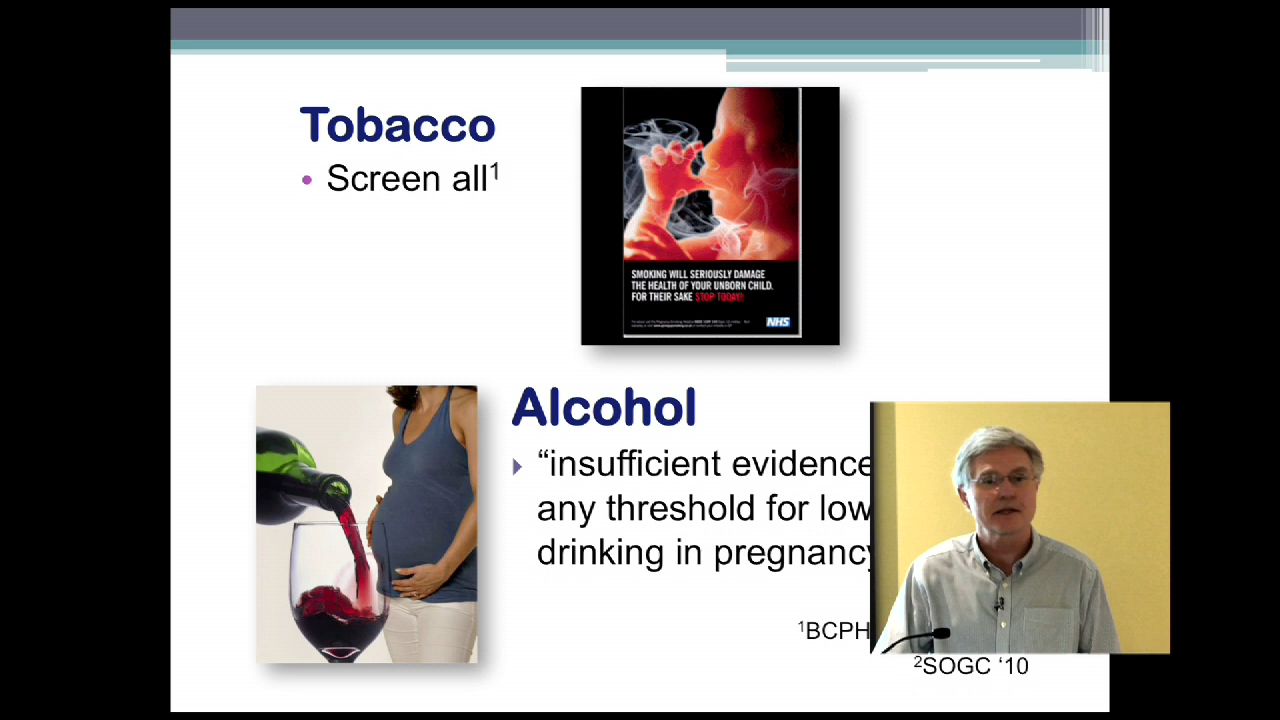 Tobacco
• Screen all1
SMOKING WILL SERIOUSLY DAMAGE
THE HEALTH OF YOUR UNBORN CHILD.
FOR THEIR SAKE STOP TODAY!
NHS
Alcohol
“insufficient evidence
any threshold for low
drinking in pregnancy
1BCPH
2SOGC ‘10